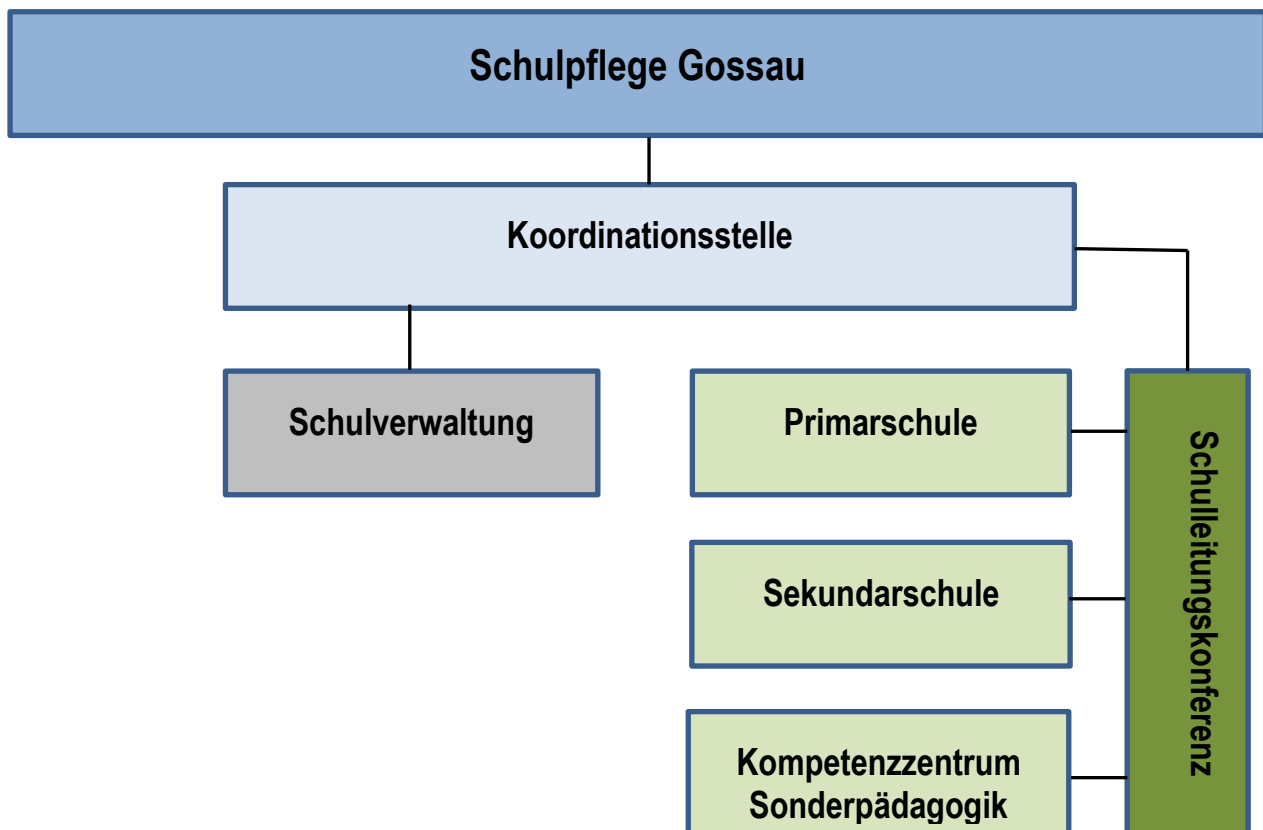 Schulpflege Gossau
Koordinationsstelle
Schulverwaltung
Primarschule
Schulleitungskonferenz
Sekundarschule
Kompetenzzentrum
Sonderpädagogik